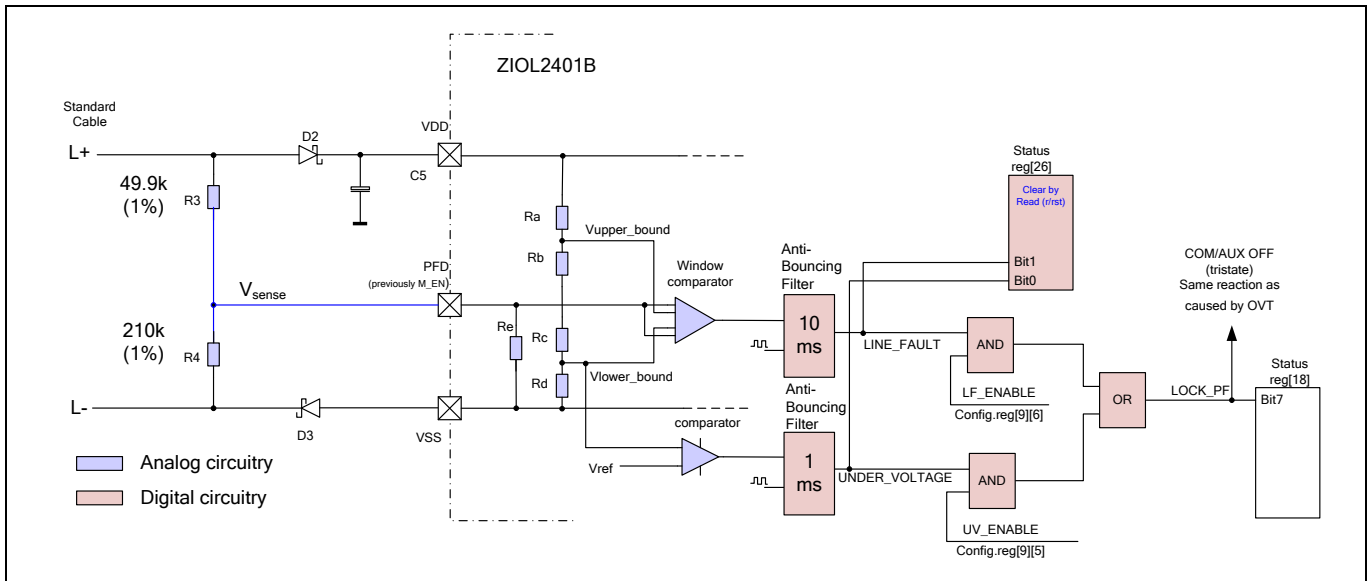 ZIOL2401B
Standard
Cable
L+
D2
VDD
C5
49.9k
(1%)
R3
Ra
Vupper_bound
Rb
PFD
(previously M_EN)
Vsense
Window
comparator
Re
Rc
Vlower_bound
Rd
210k
(1%)
R4
L-
D3
VSS
comparator
Vref
Anti-
Bouncing
Filter
10
ms
LINE_FAULT
Anti-
Bouncing
Filter
1
ms
UNDER_VOLTAGE
Status
reg[26]
Clear by
Read (r/rst)
Bit1
Bit0
AND
LF_ENABLE
Config.reg[9][6]
AND
UV_ENABLE
Config.reg[9][5]
OR
LOCK_PF
COM/AUX OFF
(tristate)
Same reaction as
caused by OVT
Status
reg[18]
Bit7
Analog circuitry
Digital circuitry